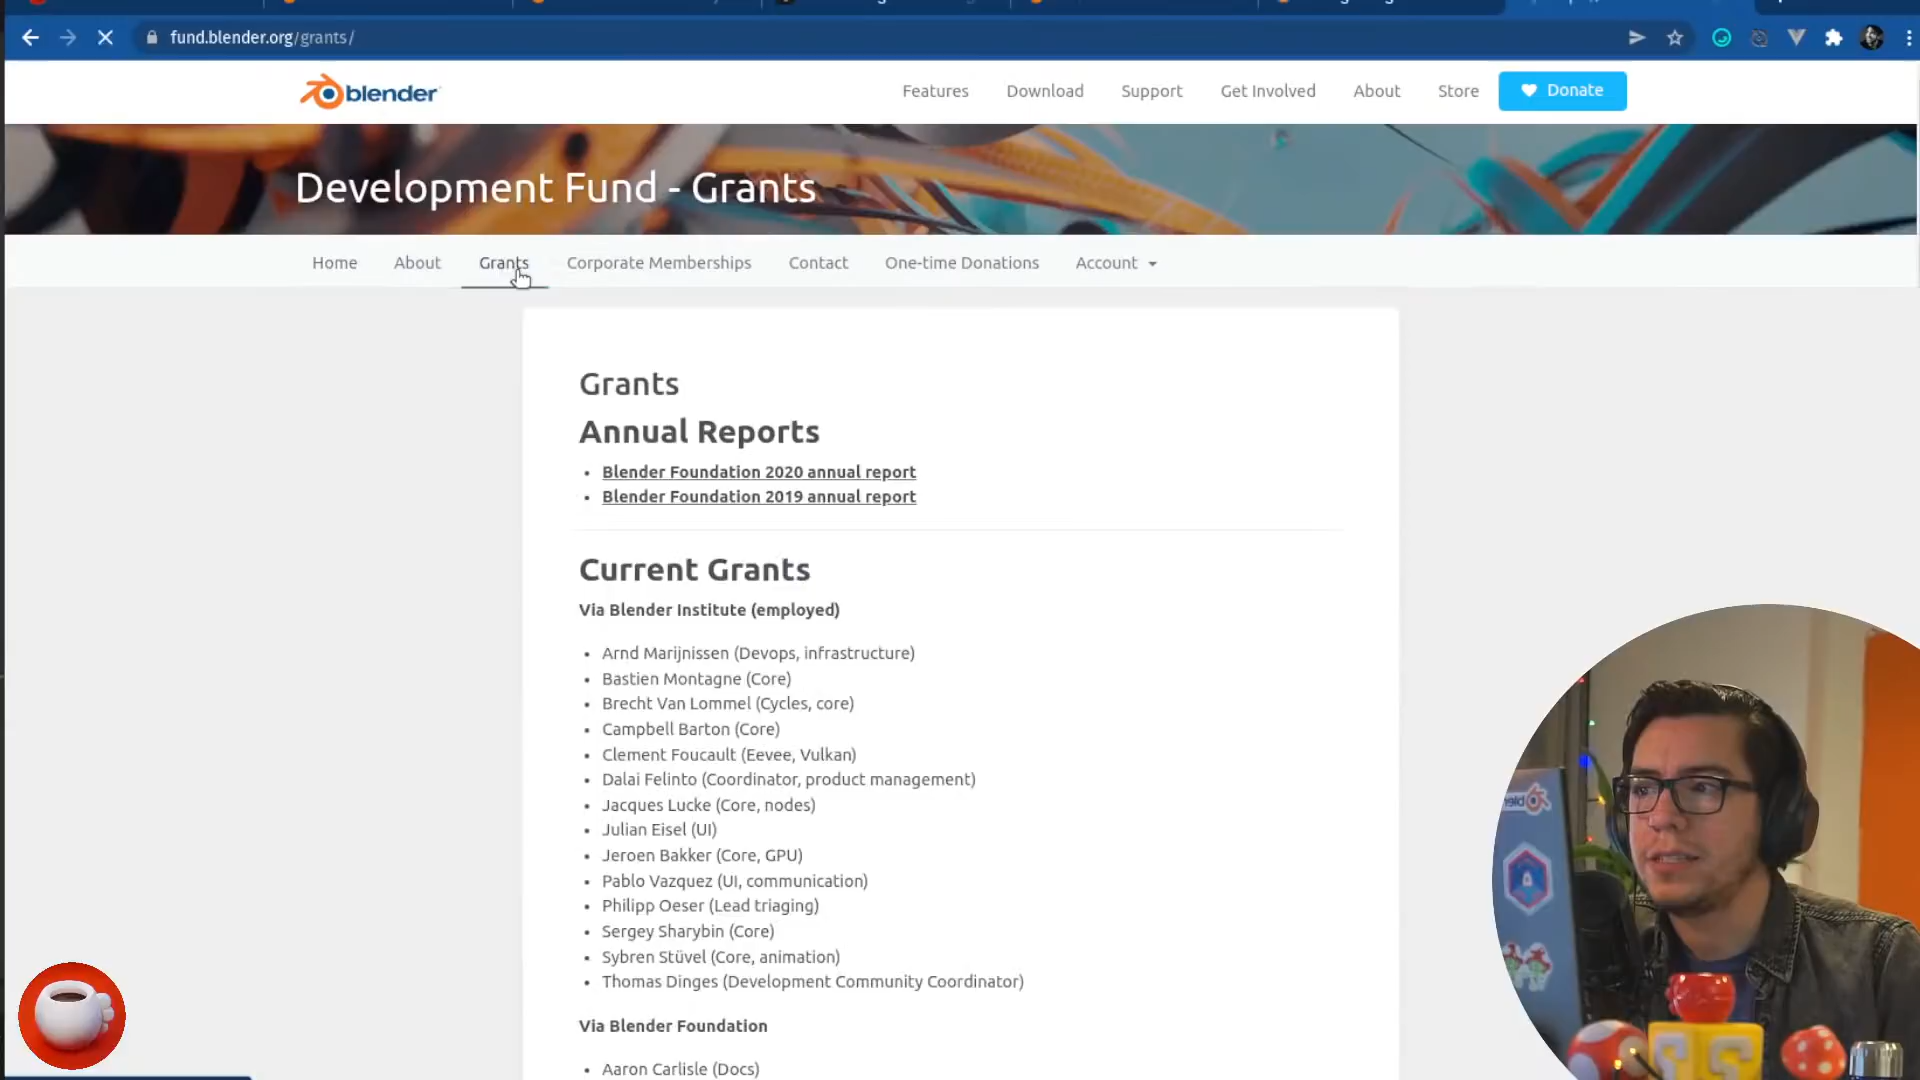 fund.blender.org/grants/
blender
Features
Download
Support
Get Involved
About
Store
Donate
Development Fund - Grants
Home
About
Grants
Corporate Memberships
Contact
One-time Donations
Account
Grants
Annual Reports
Blender Foundation 2020 annual report
Blender Foundation 2019 annual report
Current Grants
Via Blender Institute (employed)
Arnd Marijnissen (Devops, infrastructure)
Bastien Montagne (Core)
Brecht Van Lommel (Cycles, core)
Campbell Barton (Core)
Clement Foucault (Eevee, Vulkan)
Dalai Felinto (Coordinator, product management)
Jacques Lucke (Core, nodes)
Julian Eisel (UI)
Jeroen Bakker (Core, GPU)
Pablo Vazquez (UI, communication)
Philipp Oeser (Lead triaging)
Sergey Sharybin (Core)
Sybren Stüvel (Core, animation)
Thomas Dinges (Development Community Coordinator)
Via Blender Foundation
Aaron Carlisle (Docs)